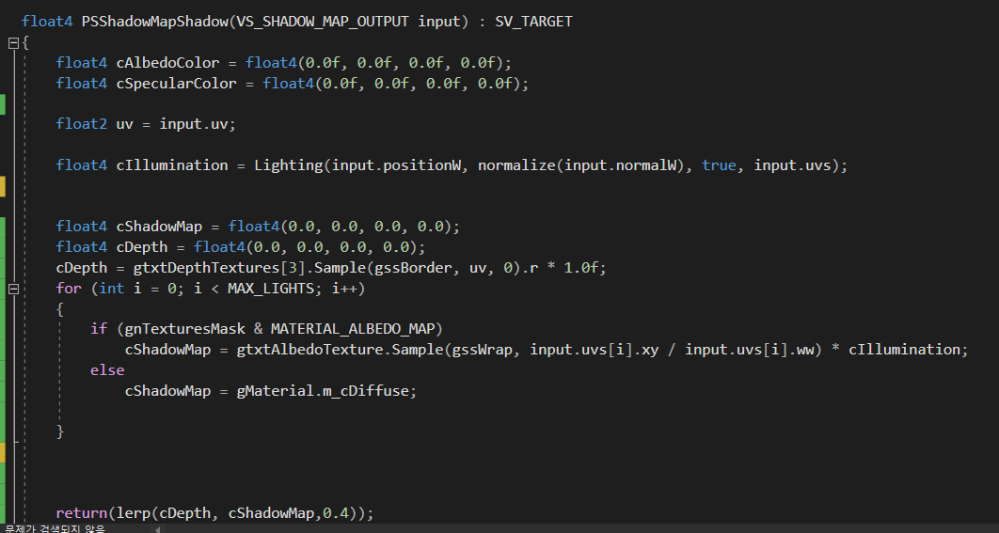 float4 PSShadowMapShadow(VS_SHADOW_MAP_OUTPUT input) : SV_TARGET
{
float4 cAlbedoColor = float4(0.0f, 0.0f, 0.0f, 0.0f);
float4 cSpecularColor = float4(0.0f, 0.0f, 0.0f, 0.0f);
float2 uv = input.uv;
float4 cIllumination = Lighting(input.positionW, normalize(input.normalW), true, input.uvs);
float4 cShadowMap = float4(0.0, 0.0, 0.0, 0.0);
float4 cDepth = float4(0.0, 0.0, 0.0, 0.0);
cDepth = gtxtDepthTextures[3].Sample(gssBorder, uv, 0).r * 1.0f;
for (int i = 0; i < MAX_LIGHTS; i++)
{
if (gnTexturesMask & MATERIAL_ALBEDO_MAP)
cShadowMap = gtxtAlbedoTexture.Sample(gssWrap, input.uvs[i].xy / input.uvs[i].ww) * cIllumination;
else
cShadowMap = gMaterial.m_cDiffuse;
}
return(lerp(cDepth, cShadowMap,0.4));
문제가 검색되지 않음